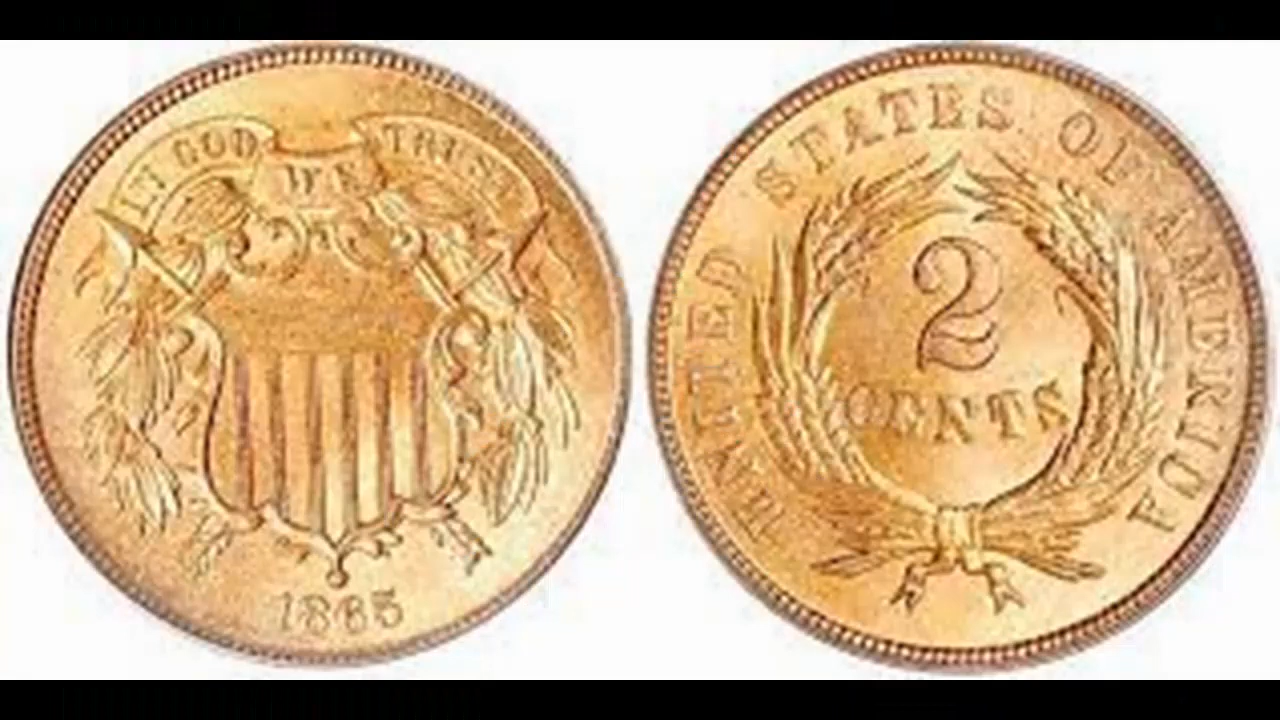 IN GOD WE TRUST
1865
UNITED STATES OF AMERICA
2
CENTS